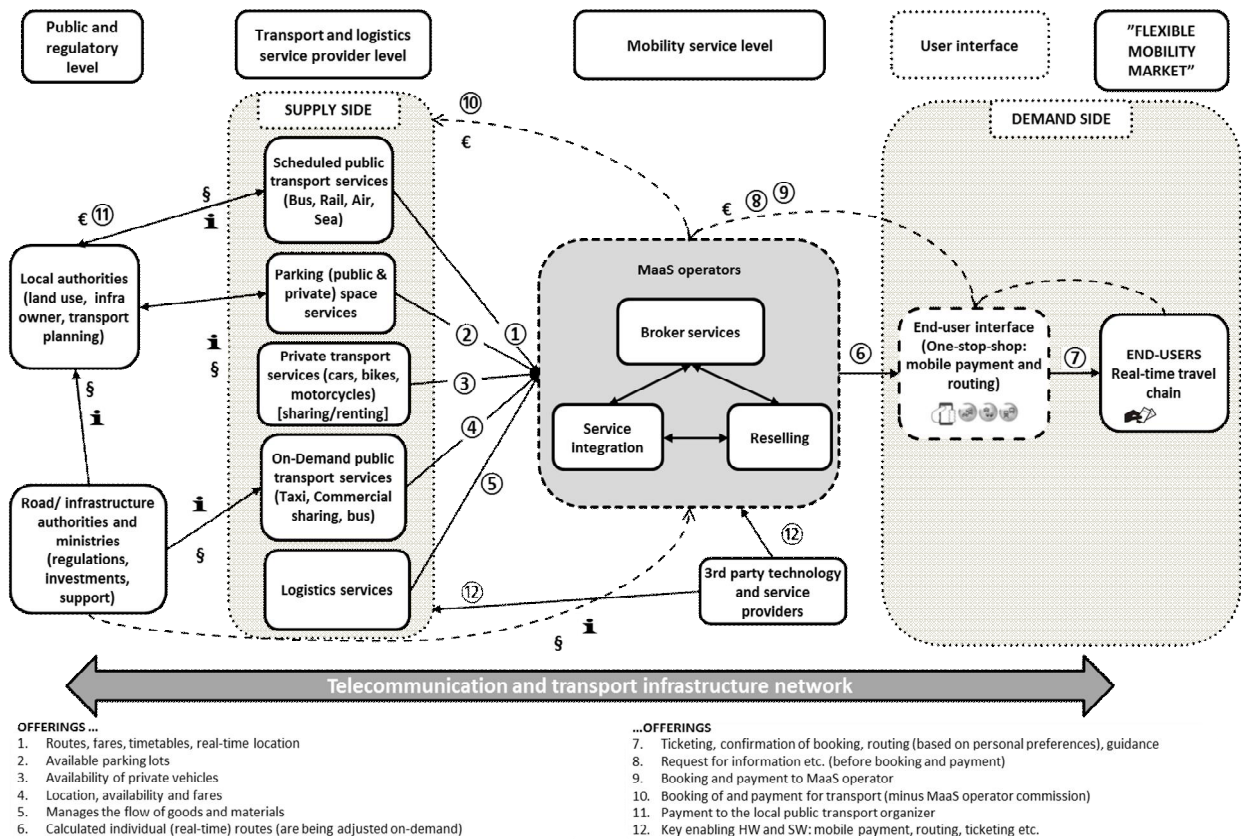 Public and
regulatory
level
Transport and logistics
service provider level
Mobility service level
User interface
”FLEXIBLE
MOBILITY
MARKET”
SUPPLY SIDE
DEMAND SIDE
⑩
€
Scheduled public
transport services
(Bus, Rail, Air,
Sea)
§
i
€ ⑪
€ ⑧ ⑨
Local authorities
(land use, infra
owner, transport
planning)
Parking (public &
private) space
services
MaaS operators
Broker services
Service
integration
Reselling
①
②
③
④
⑤
i
§
Private transport
services (cars, bikes,
motorcycles)
[sharing/renting]
⑥
End-user interface
(One-stop-shop:
mobile payment and
routing)
⑦
END-USERS
Real-time travel
chain
§
i
On-Demand public
transport services
(Taxi, Commercial
sharing, bus)
Road/ infrastructure
authorities and
ministries
(regulations,
investments,
support)
i
§
Logistics services
⑫
⑫
3rd party technology
and service
providers
§ i
Telecommunication and transport infrastructure network
OFFERINGS ...
1. Routes, fares, timetables, real-time location
2. Available parking lots
3. Availability of private vehicles
4. Location, availability and fares
5. Manages the flow of goods and materials
6. Calculated individual (real-time) routes (are being adjusted on-demand)
...OFFERINGS
7. Ticketing, confirmation of booking, routing (based on personal preferences), guidance
8. Request for information etc. (before booking and payment)
9. Booking and payment to MaaS operator
10. Booking of and payment for transport (minus MaaS operator commission)
11. Payment to the local public transport organizer
12. Key enabling HW and SW: mobile payment, routing, ticketing etc.